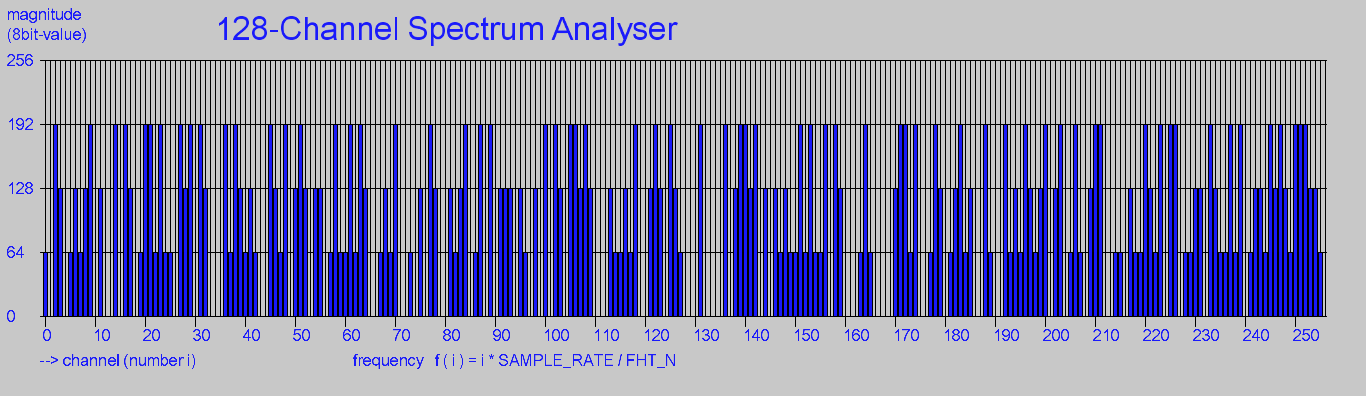 magnitude
(8bit-value)
128-Channel Spectrum Analyser
256
192
128
64
0
0 10 20 30 40 50 60 70 80 90 100 110 120 130 140 150 160 170 180 190 200 210 220 230 240 250
--> channel (number i) frequency f ( i ) = i * SAMPLE_RATE / FHT_N